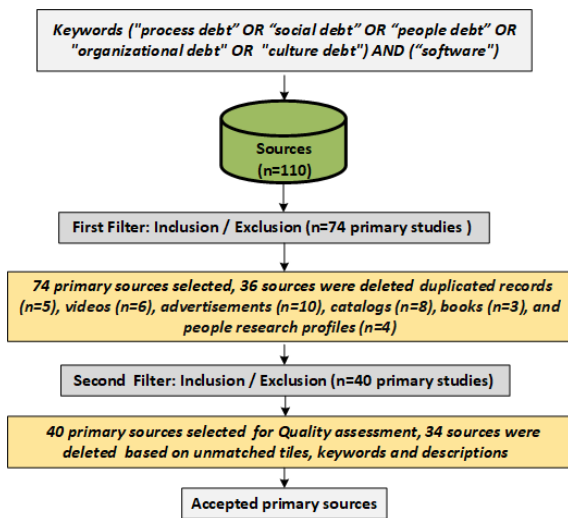 Keywords ("process debt” OR “social debt” OR “people debt” OR
"organizational debt" OR "culture debt") AND (“software")
Sources
(n=110)
First Filter: Inclusion / Exclusion (n=74 primary studies )
74 primary sources selected, 36 sources were deleted duplicated records
(n=5), videos (n=6), advertisements (n=10), catalogs (n=8), books (n=3), and
people research profiles (n=4)
Second Filter: Inclusion / Exclusion (n=40 primary studies)
40 primary sources selected for Quality assessment, 34 sources were
deleted based on unmatched tiles, keywords and descriptions
Accepted primary sources